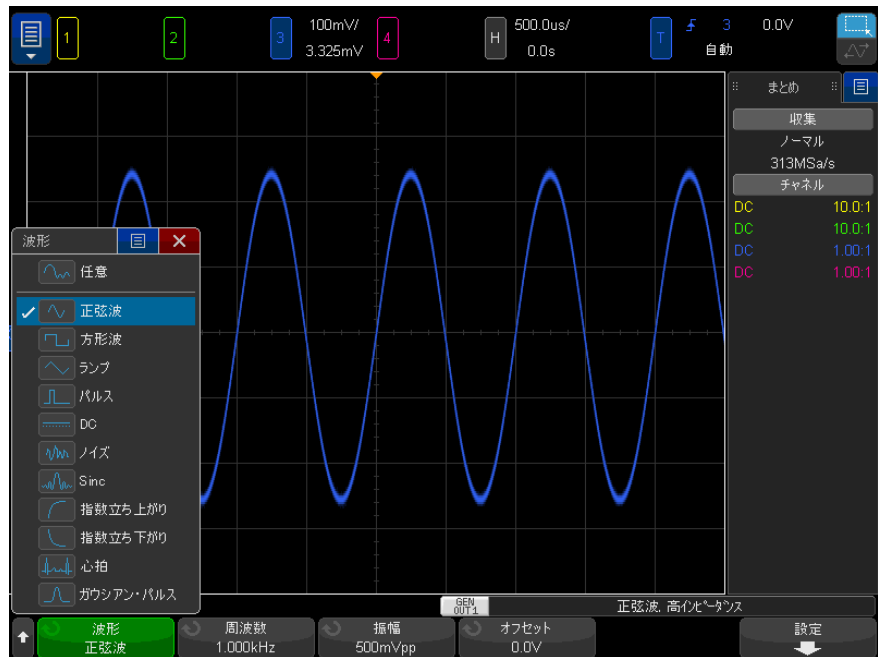 1
2
3
100mV/
3.325mV
4
H
500.0us/
0.0s
T
3
0.0V
自動
まとめ
収集
ノーマル
313MSa/s
チャネル
DC 10.0:1
DC 10.0:1
DC 1.00:1
DC 1.00:1
波形
任意
正弦波
方形波
ランプ
パルス
DC
ノイズ
Sinc
指数立ち上がり
指数立ち下がり
心拍
ガウシアン・パルス
GEN
OUT1
正弦波, 高インピーダンス
波形
正弦波
周波数
1.000kHz
振幅
500mVpp
オフセット
0.0V
設定